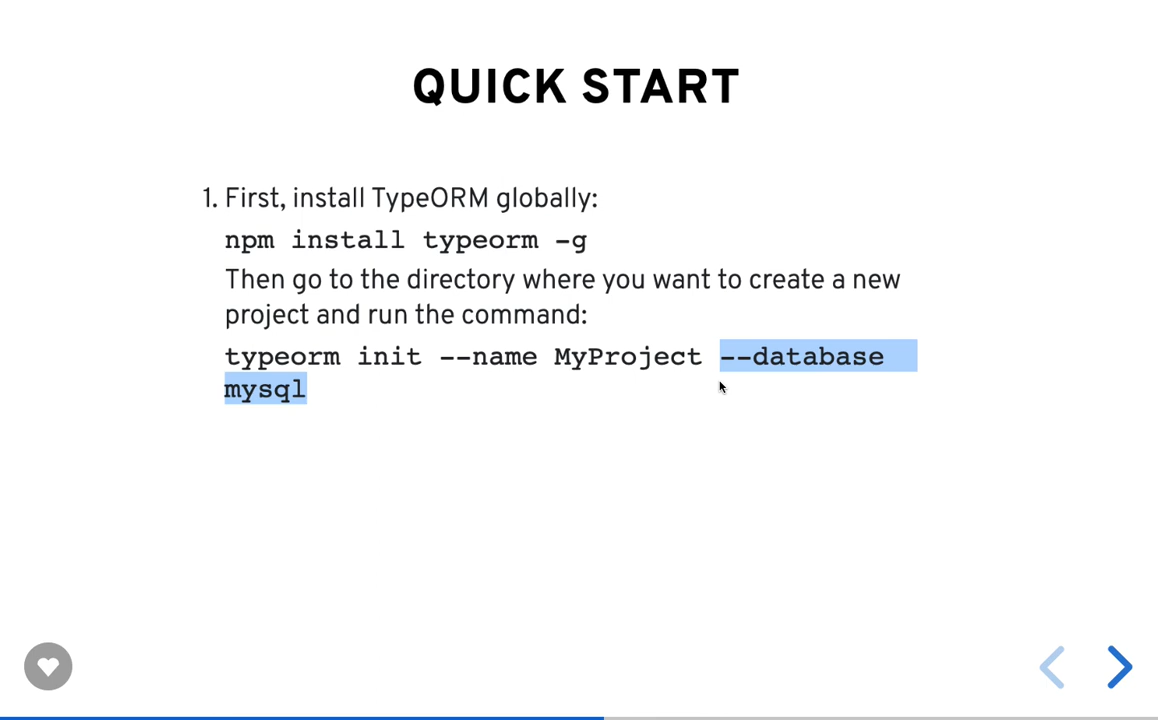 QUICK START
1. First, install TypeORM globally:
npm install typeorm -g
Then go to the directory where you want to create a new
project and run the command:
typeorm init --name MyProject --database
mysql